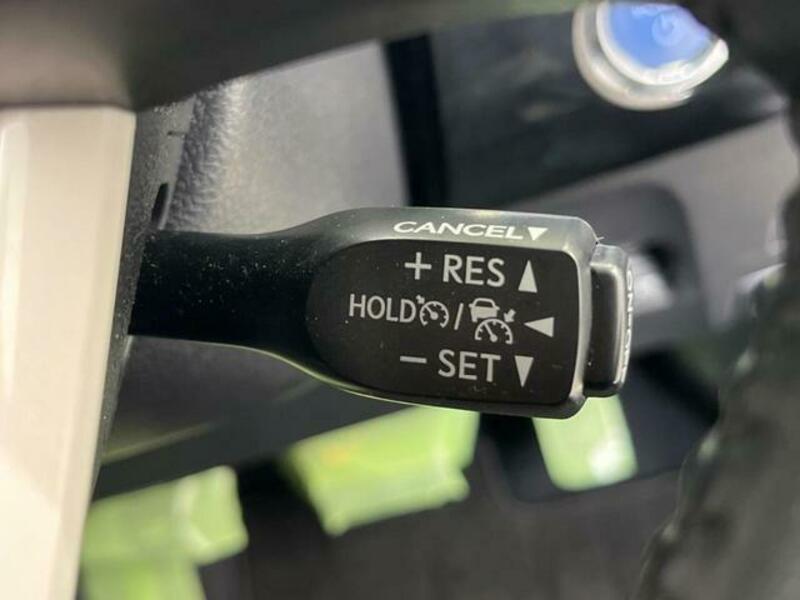 CANCEL▼
+ RES ▲
HOLD / ◀
− SET ▼